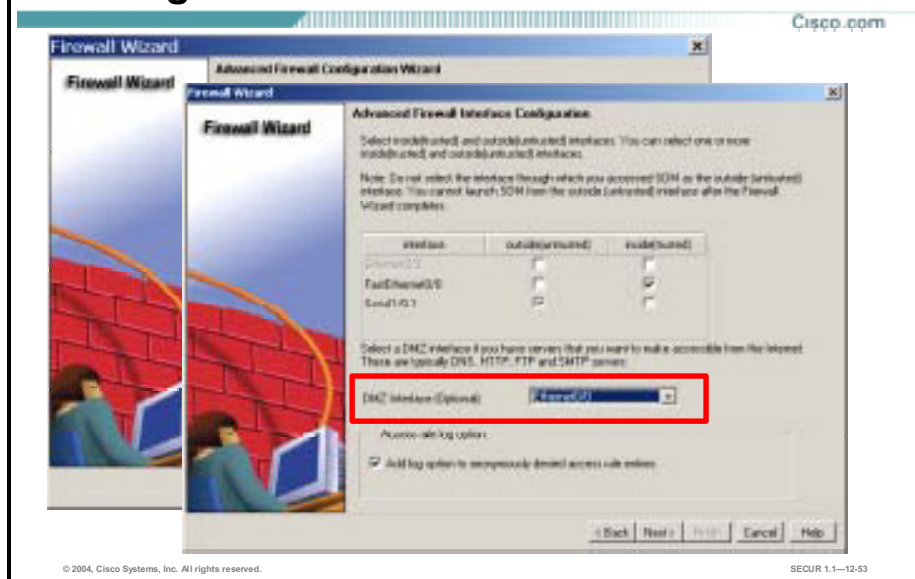 Cisco.com
Firewall Wizard
Advanced Firewall Configuration Wizard
Firewall Wizard
Firewall Wizard
Firewall Wizard
Advanced Firewall Interface Configuration
Select inside(trusted) and outside(untrusted) interfaces. You can select one or more
inside(trusted) and outside(untrusted) interfaces.
Note: Do not select the interface through which you accessed SDM as the outside (untrusted)
interface. You cannot launch SDM from the outside (untrusted) interface after the Firewall
Wizard completes.
interface outside(untrusted) inside(trusted)
FastEthernet0/0
Serial1/0.1
Select a DMZ interface if you have servers that you want to make accessible from the Internet
These are typically DNS, HTTP, FTP and SMTP servers
DMZ Interface (Optional)
Access rule log option
Add log option to anonymously denied access rule entries
< Back Next > Finish Cancel Help
© 2004, Cisco Systems, Inc. All rights reserved.
SECUR 1.1—12-53